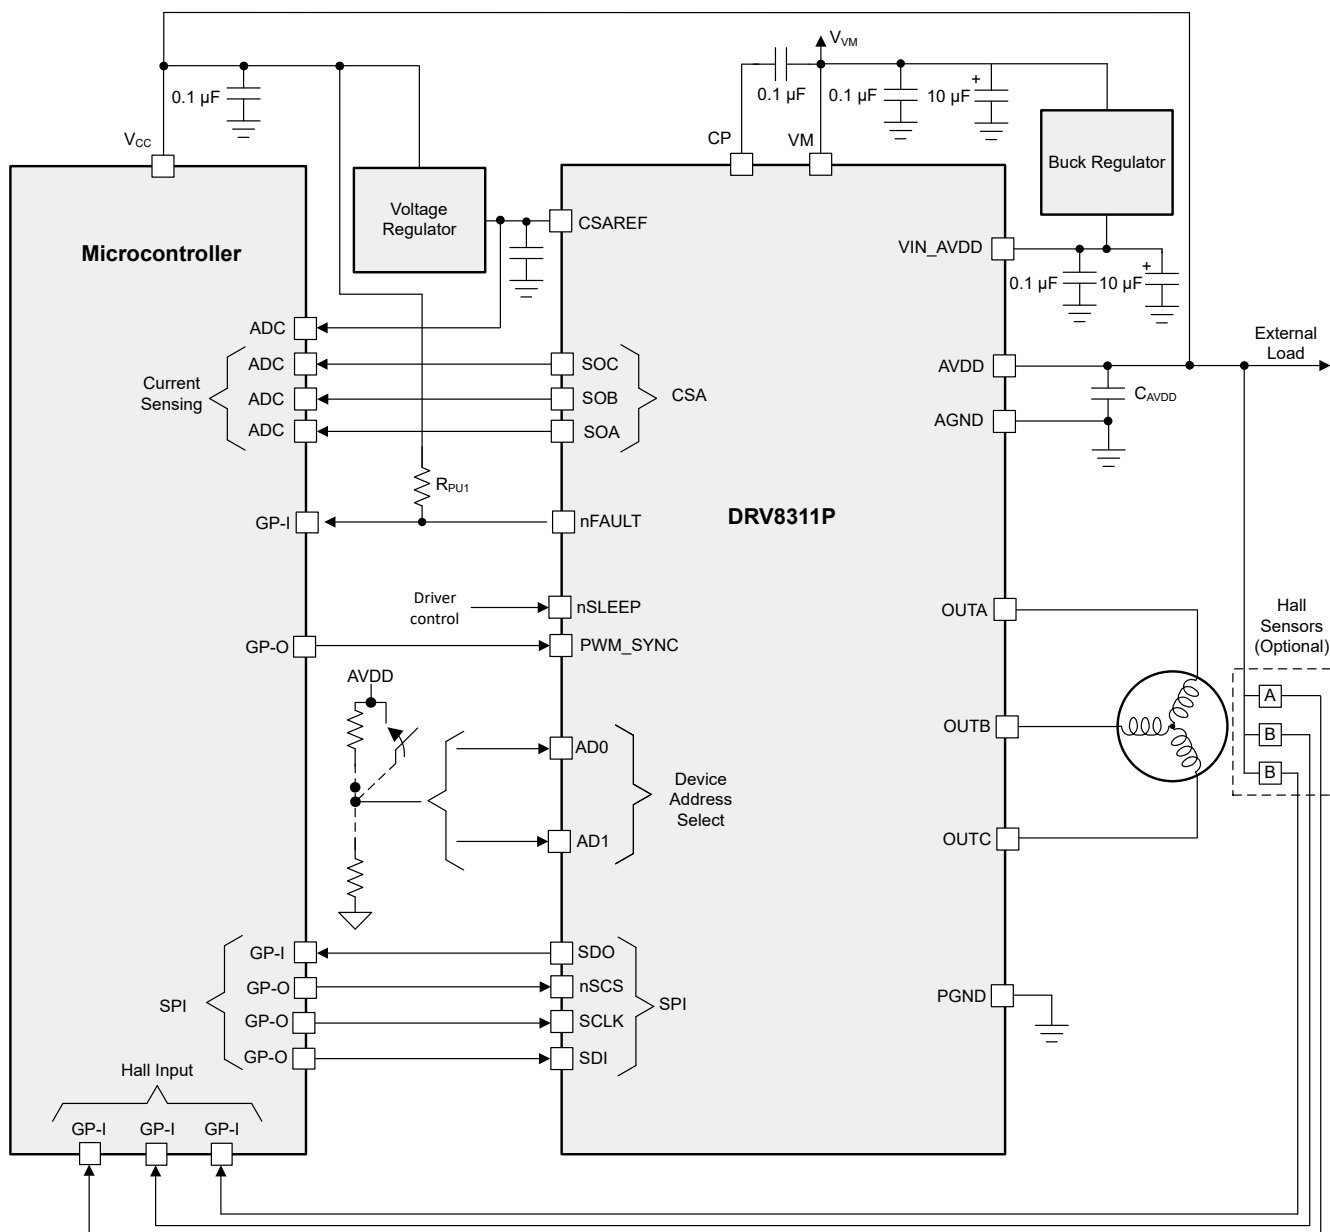 V_VM
0.1 µF
0.1 µF
0.1 µF
10 µF
+
V_CC
CP
VM
Buck Regulator
Voltage
Regulator
CSAREF
Microcontroller
VIN_AVDD
0.1 µF
10 µF
+
ADC
External
Load
Current
Sensing
ADC
ADC
ADC
SOC
SOB
SOA
CSA
AVDD
C_AVDD
AGND
R_PU1
GP-I
nFAULT
DRV8311P
Driver
control
nSLEEP
OUTA
Hall
Sensors
(Optional)
GP-O
PWM_SYNC
AVDD
A
B
B
OUTB
AD0
Device
Address
Select
AD1
OUTC
SPI
GP-I
GP-O
GP-O
GP-O
SDO
nSCS
SCLK
SDI
SPI
PGND
Hall Input
GP-I
GP-I
GP-I